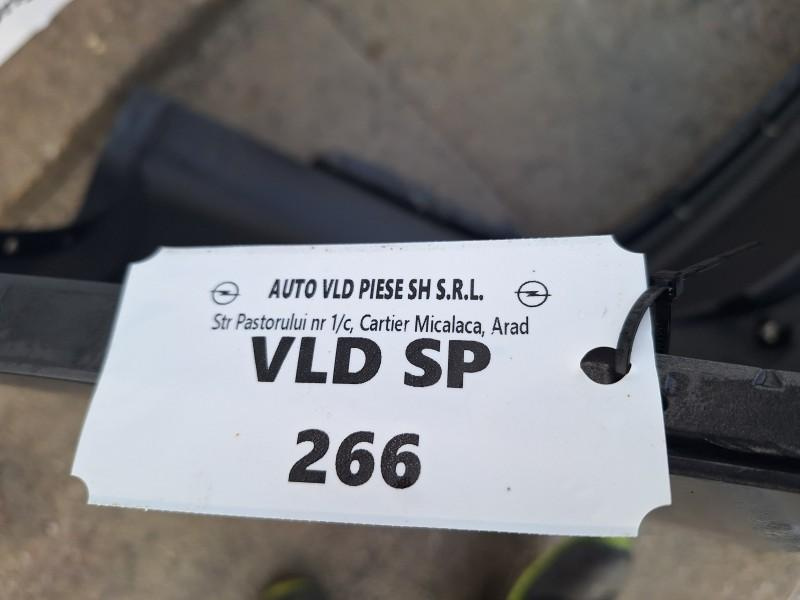 AUTO VLD PIESE SH S.R.L.
Str Pastorului nr 1/c, Cartier Micalaca, Arad
VLD SP
266